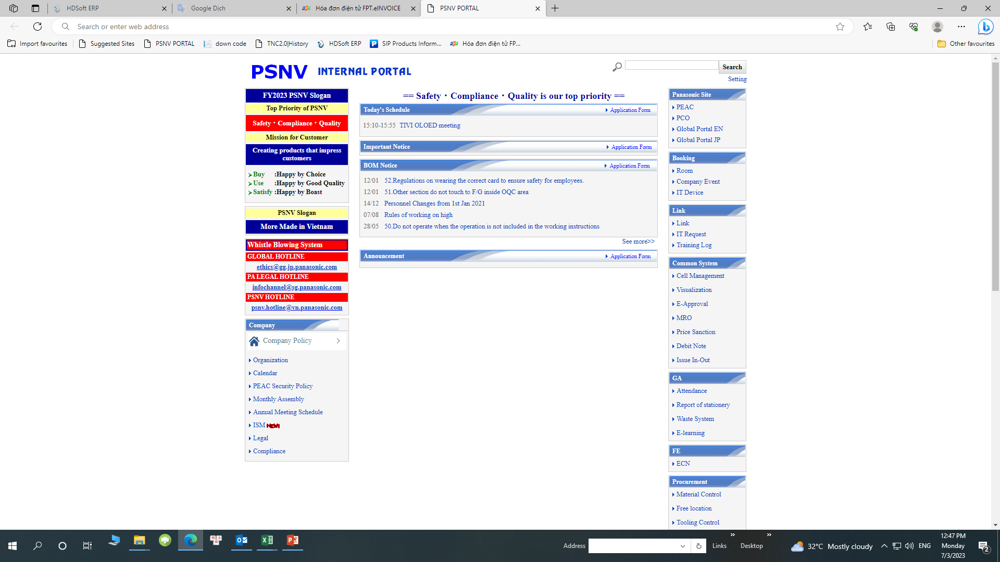 HDSoft ERP
Google Dịch
Hóa đơn điện tử FPT.eINVOICE
PSNV PORTAL
Search or enter web address
Import favourites
Suggested Sites
PSNV PORTAL
down code
TNC2.0|History
HDSoft ERP
SIP Products Inform...
Hóa đơn điện tử FP...
Other favourites
PSNV INTERNAL PORTAL
Search
Setting
FY2023 PSNV Slogan
Top Priority of PSNV
Safety・Compliance・Quality
Mission for Customer
Creating products that impress
customers
Buy :Happy by Choice
Use :Happy by Good Quality
Satisfy :Happy by Boast
PSNV Slogan
More Made in Vietnam
Whistle Blowing System
GLOBAL HOTLINE
ethics@gg.jp.panasonic.com
PA LEGAL HOTLINE
infochannel@sg.panasonic.com
PSNV HOTLINE
psnv.hotline@vn.panasonic.com
Company
Company Policy
Organization
Calendar
PEAC Security Policy
Monthly Assembly
Annual Meeting Schedule
ISM NEW!
Legal
Compliance
== Safety・Compliance・Quality is our top priority ==
Today's Schedule Application Form
15:10-15:55 TIVI OLOED meeting
Important Notice Application Form
BOM Notice Application Form
12/01 52.Regulations on wearing the correct card to ensure safety for employees.
12/01 51.Other section do not touch to F/G inside OQC area
14/12 Personnel Changes from 1st Jan 2021
07/08 Rules of working on high
28/05 50.Do not operate when the operation is not included in the working instructions
See more>>
Announcement Application Form
Panasonic Site
PEAC
PCO
Global Portal EN
Global Portal JP
Booking
Room
Company Event
IT Device
Link
Link
IT Request
Training Log
Common System
Cell Management
Visualization
E-Approval
MRO
Price Sanction
Debit Note
Issue In-Out
GA
Attendance
Report of stationery
Waste System
E-learning
FE
ECN
Procurement
Material Control
Free location
Tooling Control
Address
Links
Desktop
32°C Mostly cloudy
ENG
12:47 PM
Monday
7/3/2023
2